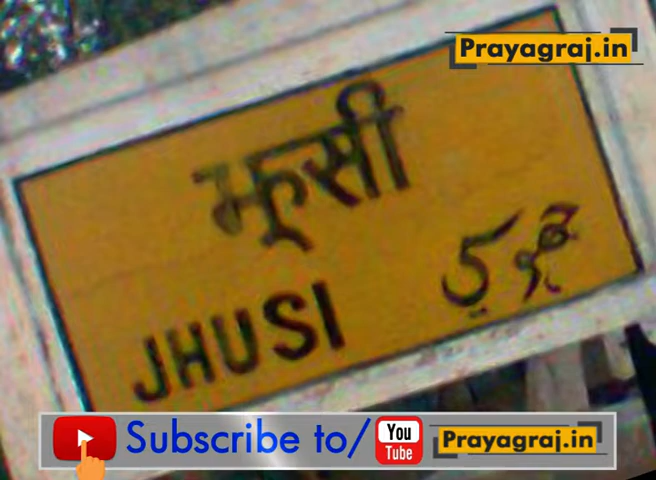 Prayagraj.in
झूसी
JHUSI جھوسی
Subscribe to/ You Tube Prayagraj.in